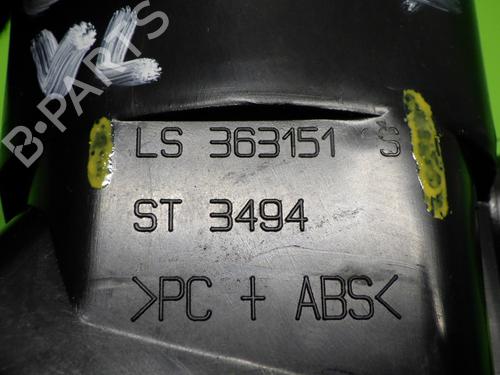 B-PARTS
LS 363151 S
ST 3494
>PC + ABS<